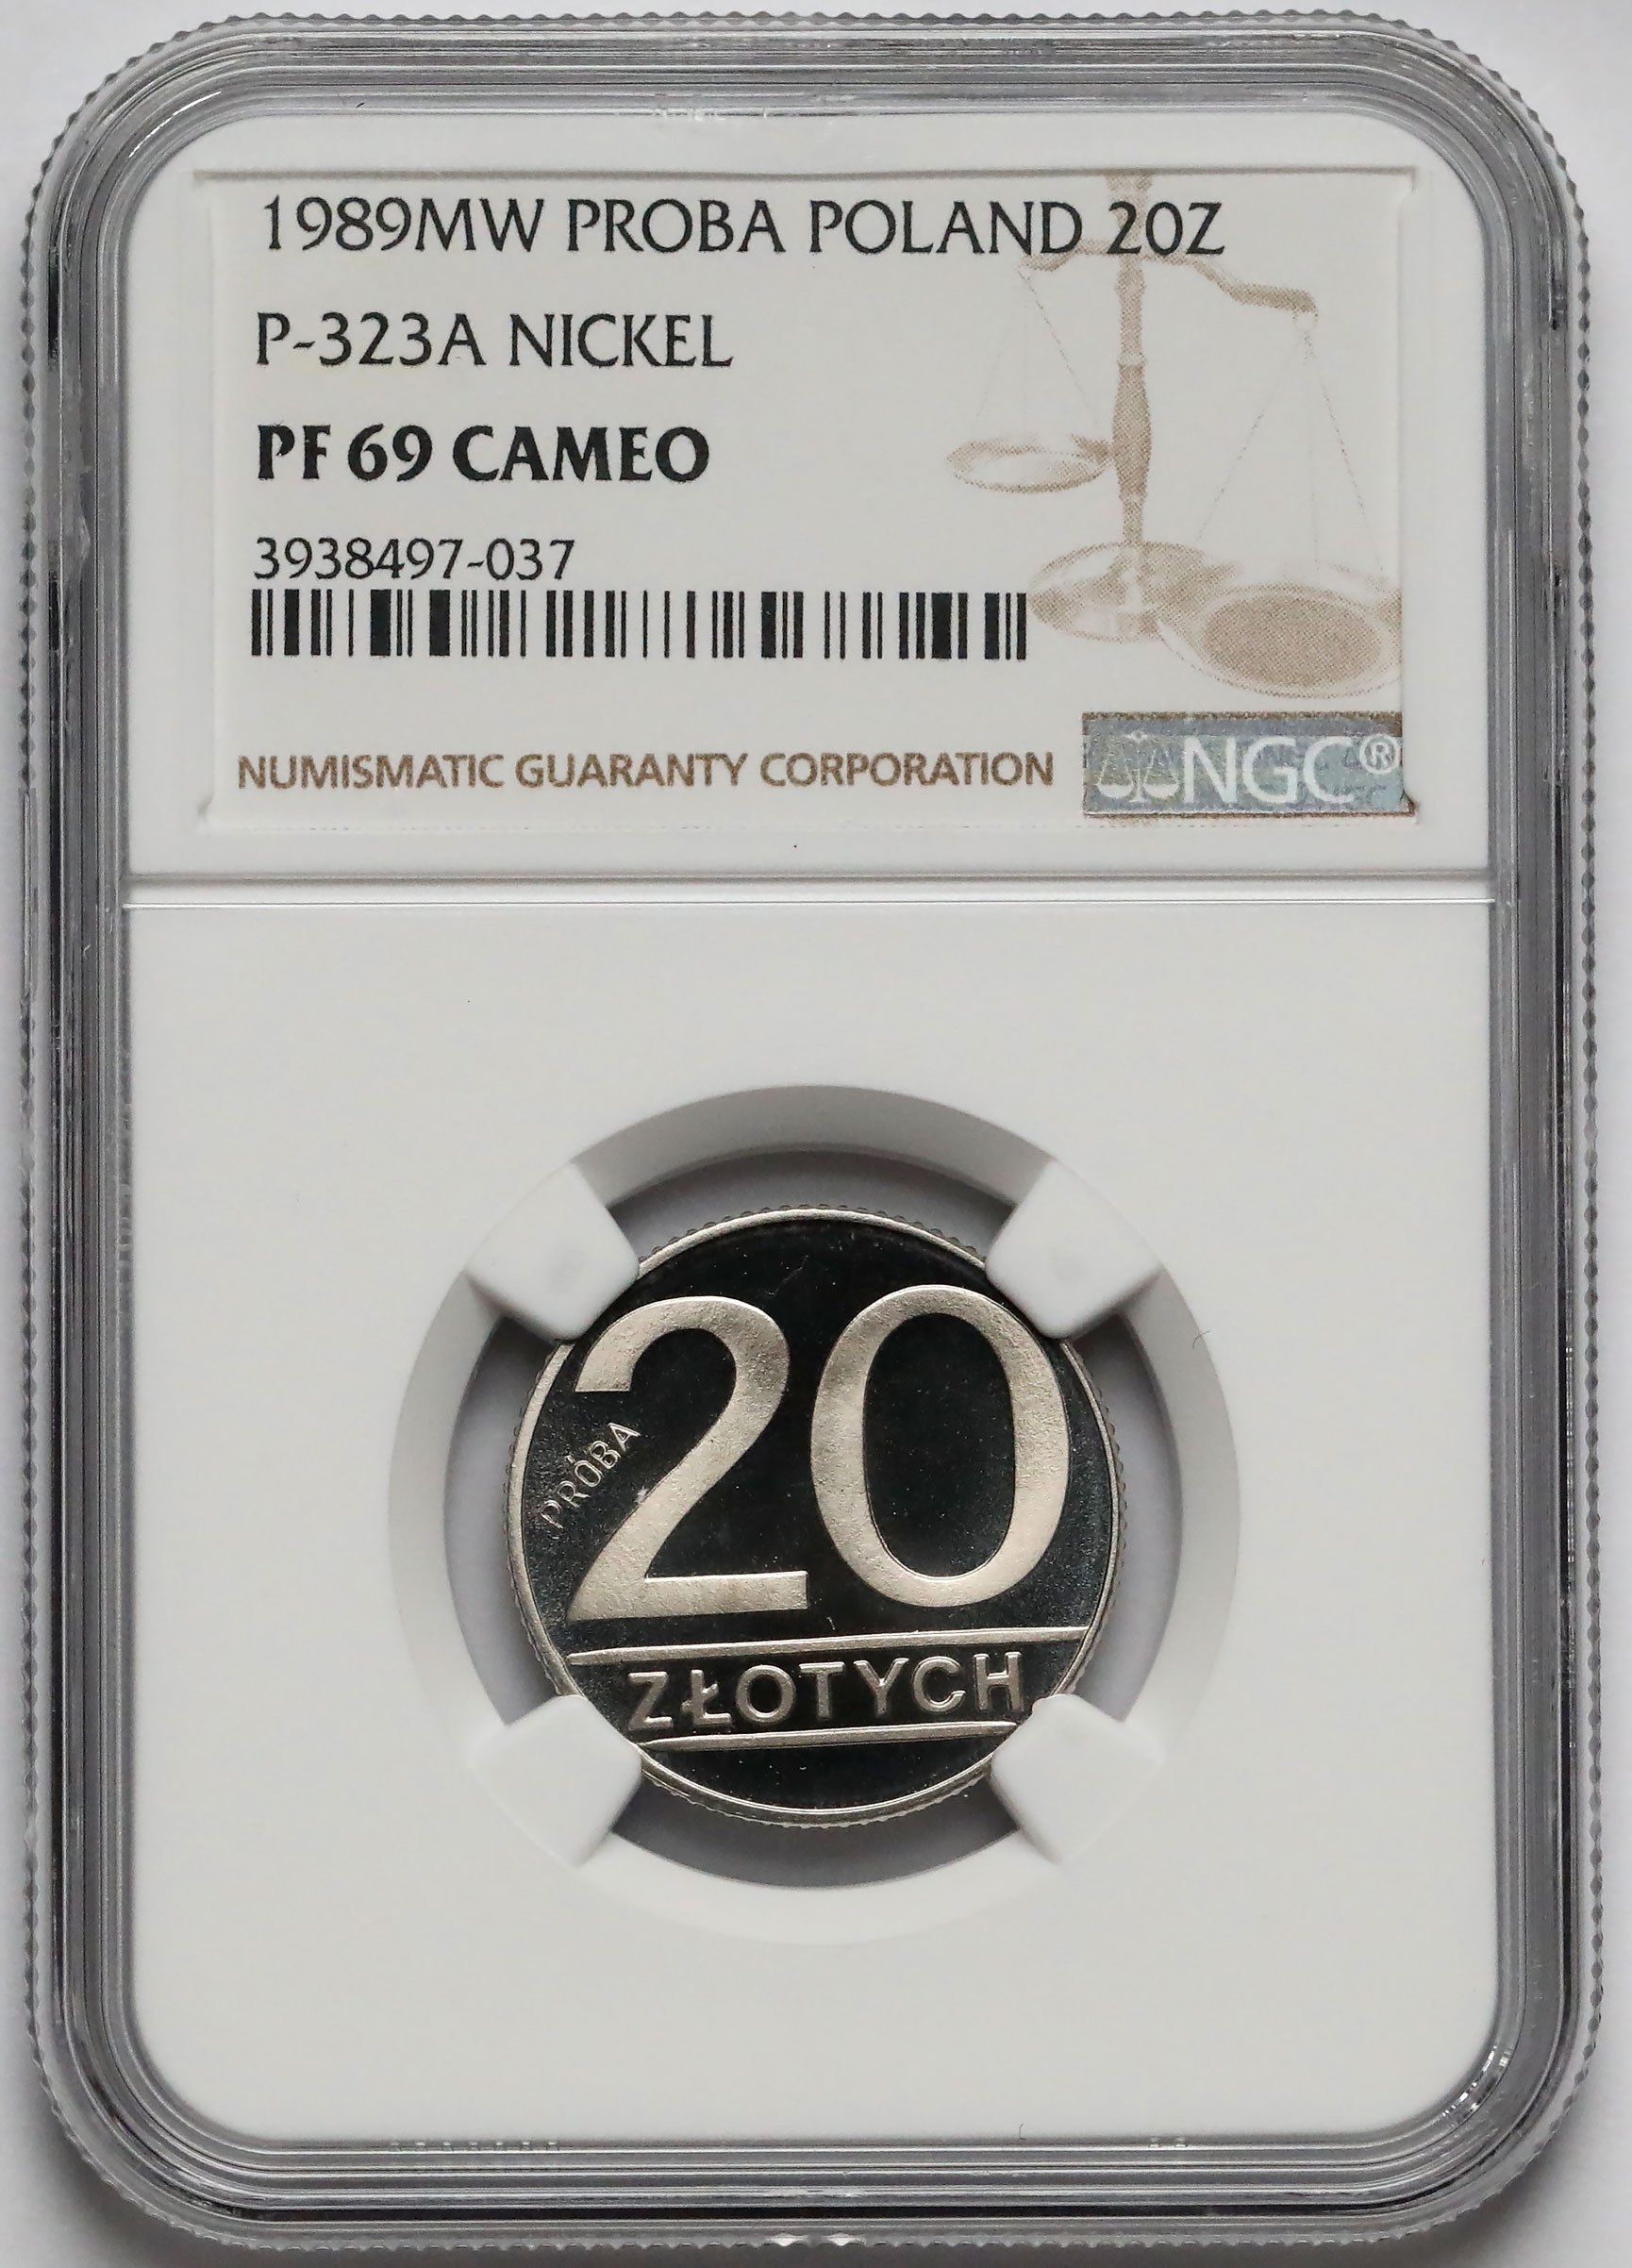 1989MW PROBA POLAND 20Z
P-323A NICKEL
PF 69 CAMEO
3938497-037
NUMISMATIC GUARANTY CORPORATION
NGC®
20
PRÓBA
ZŁOTYCH